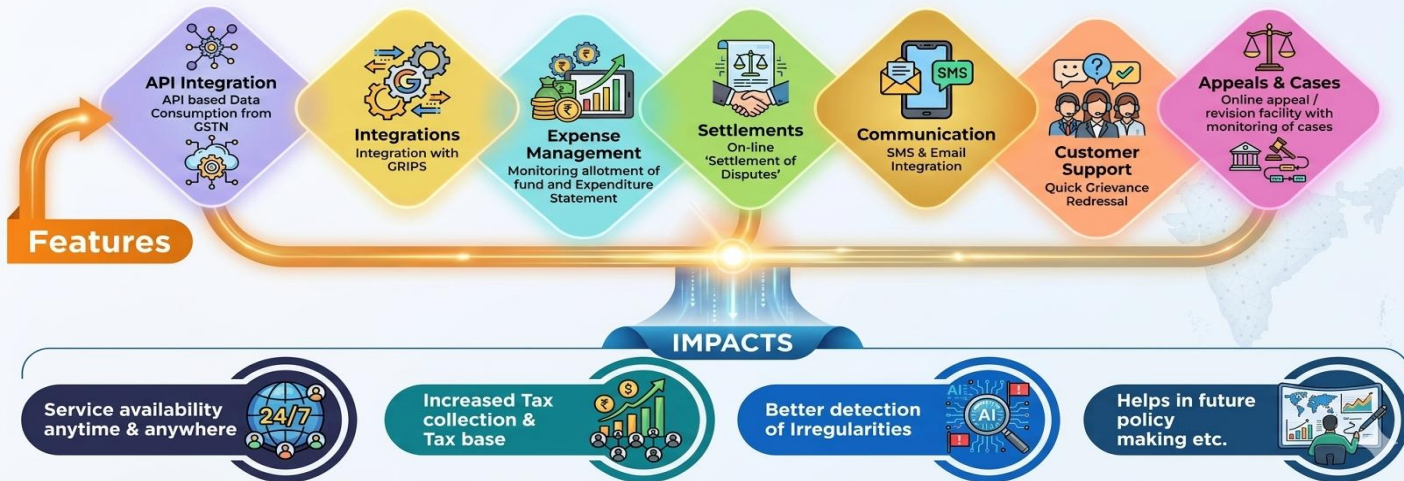 API Integration
API based Data
Consumption from
GSTN
G
Integrations
Integration with
GRIPS
Expense
Management
Monitoring allotment of
fund and Expenditure
Statement
Settlements
On-line
'Settlement of
Disputes'
SMS
Communication
SMS & Email
Integration
?
Customer
Support
Quick Grievance
Redressal
Appeals & Cases
Online appeal /
revision facility with
monitoring of cases
Features
IMPACTS
Service availability
anytime & anywhere
24/7
Increased Tax
collection &
Tax base
₹ $
Better detection
of Irregularities
AI
AI
Helps in future
policy
making etc.